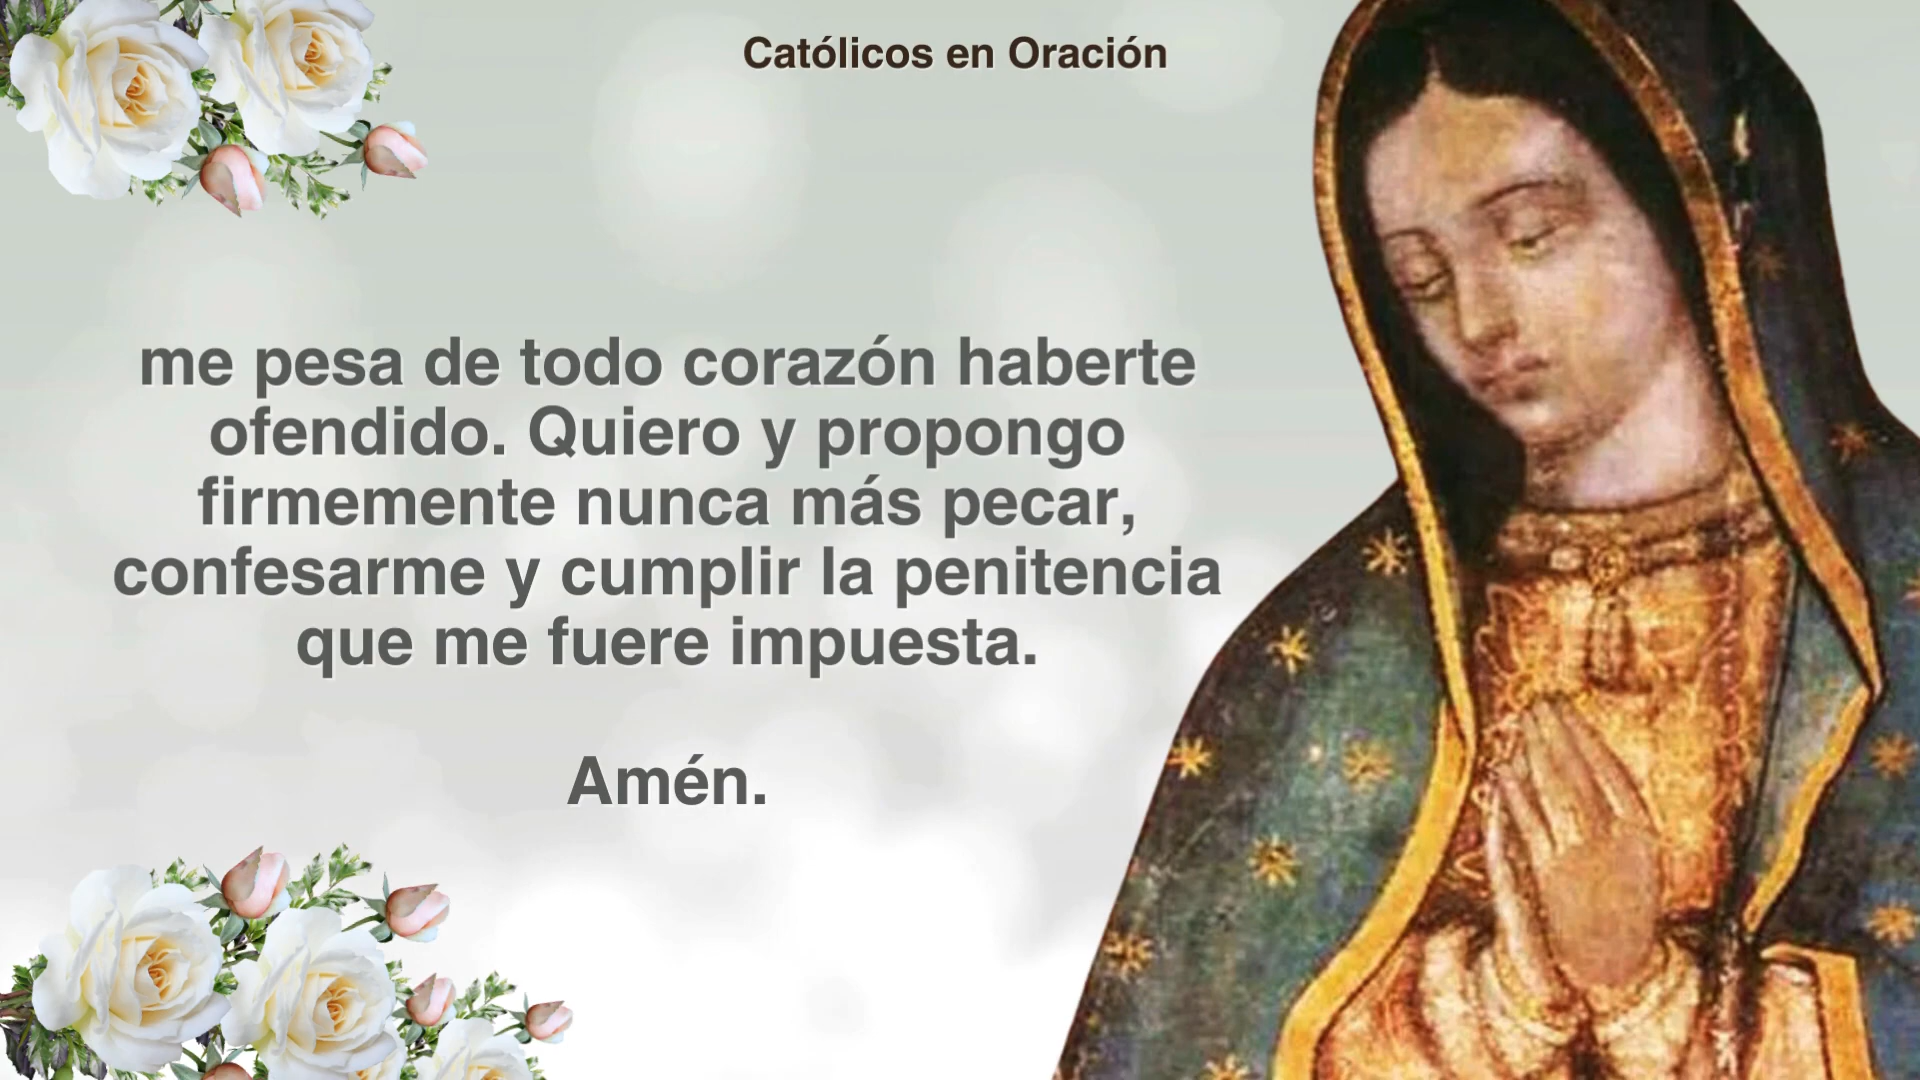 Católicos en Oración
me pesa de todo corazón haberte
ofendido. Quiero y propongo
firmemente nunca más pecar,
confesarme y cumplir la penitencia
que me fuere impuesta.
Amén.